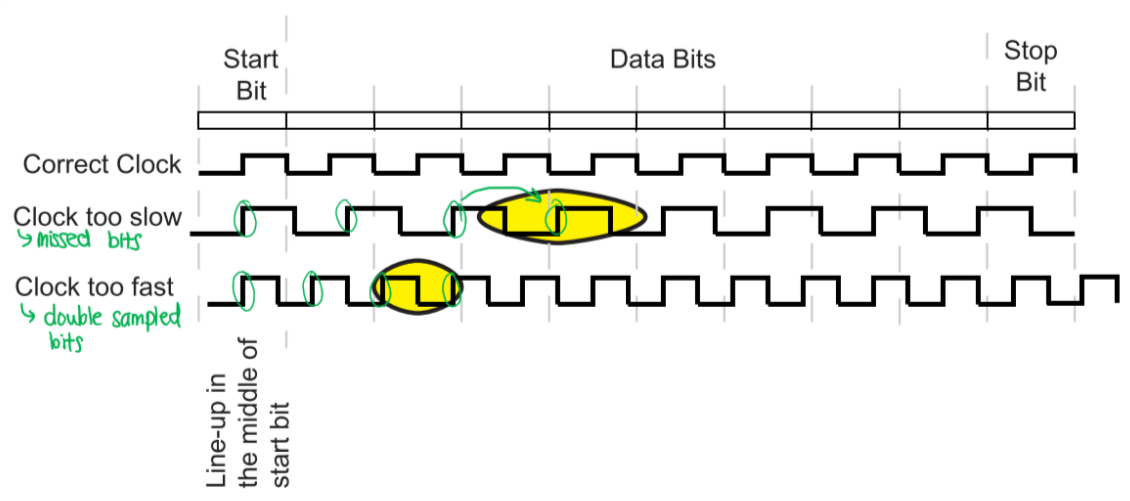 Start
Bit
Data Bits
Stop
Bit
Correct Clock
Clock too slow
↳ missed bits
Clock too fast
↳ double sampled
bits
Line-up in
the middle of
start bit